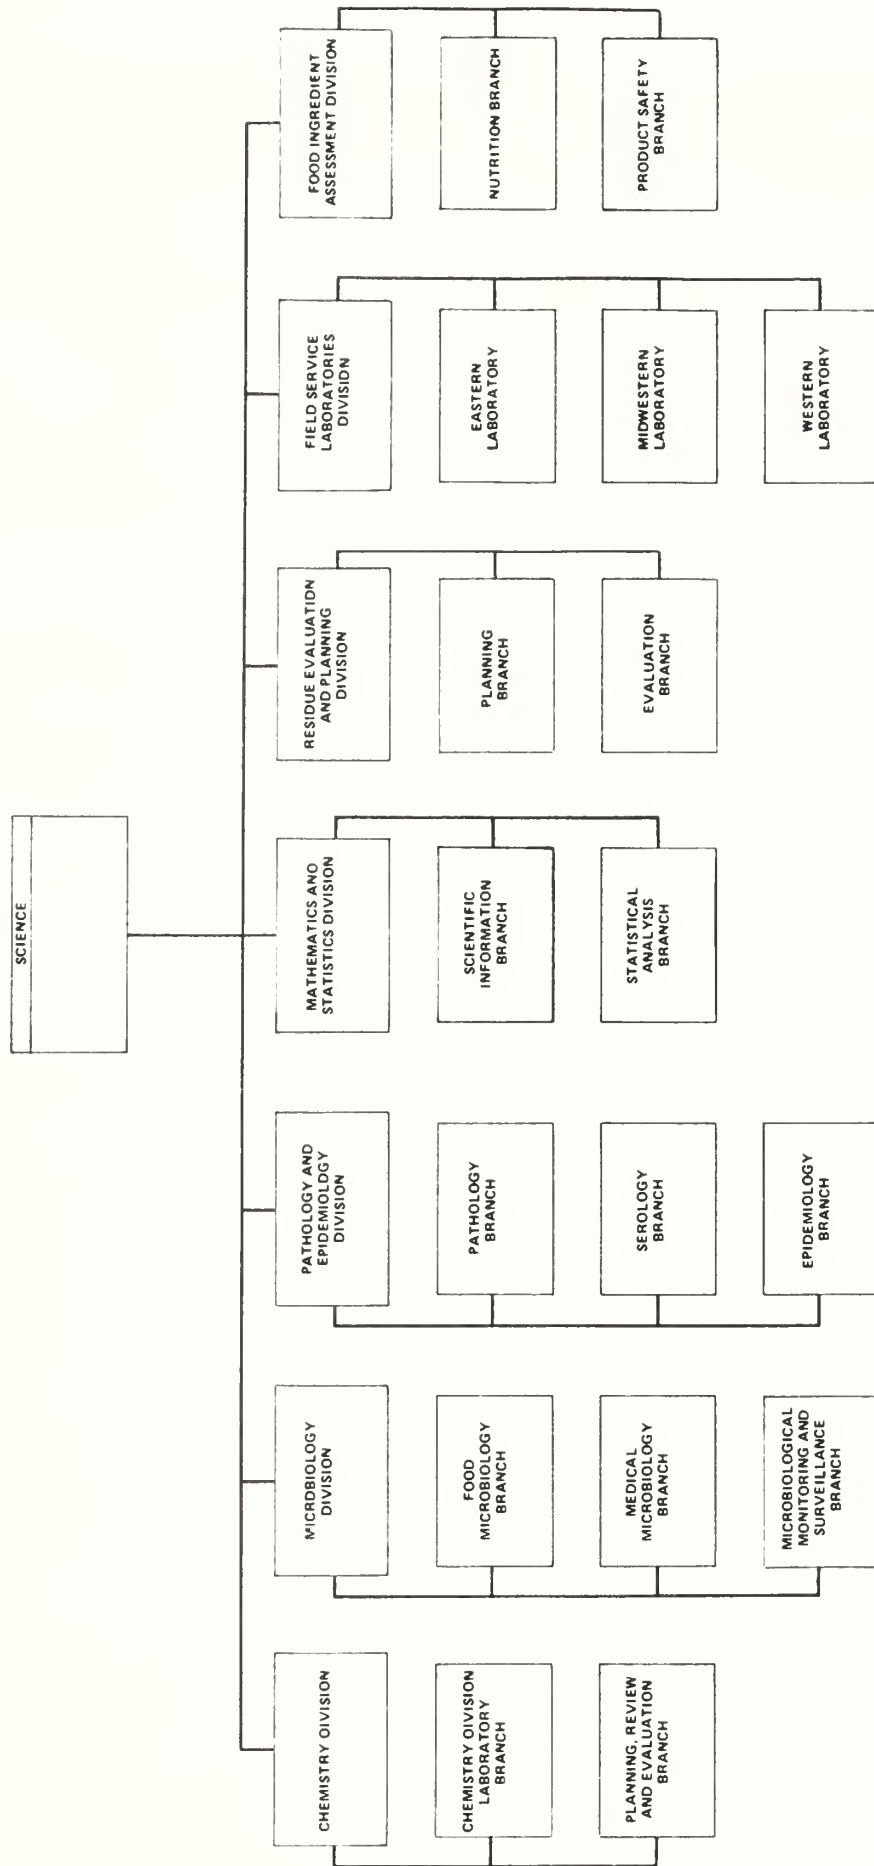 SCIENCE
CHEMISTRY OIVISION
CHEMISTRY OIVISION
LABORATORY
BRANCH
PLANNING, REVIEW
AND EVALUATION
BRANCH
MICRDBIOLOGY
DIVISION
FOOD
MICROBIOLOGY
BRANCH
MEDICAL
MICROBIOLOGY
BRANCH
MICROBIOLOGICAL
MONITORING AND
SURVEILLANCE
BRANCH
PATHOLOGY AND
EPIDEMIOLDGY
DIVISION
PATHOLOGY
BRANCH
SEROLOGY
BRANCH
EPIDEMIOLOGY
BRANCH
MATHEMATICS AND
STATISTICS DIVISION
SCIENTIFIC
INFORMATION
BRANCH
STATISTICAL
ANALYSIS
BRANCH
RESIDUE EVALUATION
AND PLANNING
DIVISION
PLANNING
BRANCH
EVALUATION
BRANCH
FIELD SERVICE
LABORATORIES
DIVISION
EASTERN
LABORATORY
MIDWESTERN
LABORATORY
WESTERN
LABORATORY
FOOD INGREDIENT
ASSESSMENT DIVISION
NUTRITION BRANCH
PRODUCT SAFETY
BRANCH